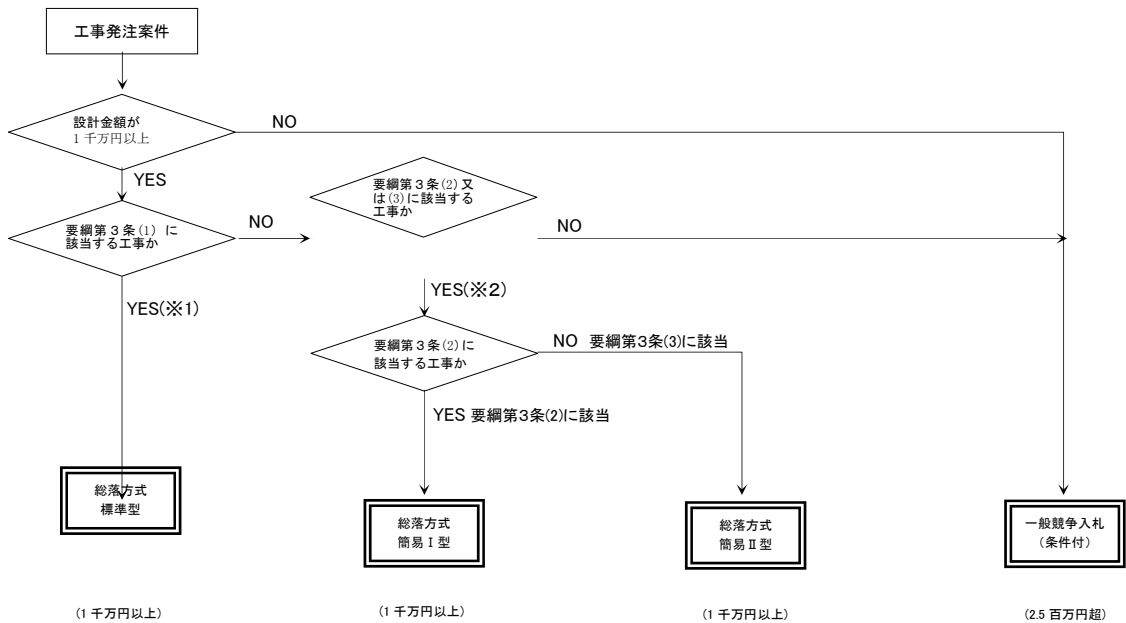 工事発注案件
設計金額が
1千万円以上
NO
YES
要綱第3条(2)又
は(3)に該当する
工事か
要綱第3条(1)に
該当する工事か
NO
NO
YES(※1)
YES(※2)
要綱第3条(2)に
該当する工事か
NO 要綱第3条(3)に該当
YES 要綱第3条(2)に該当
総落方式
標準型
総落方式
簡易Ⅰ型
総落方式
簡易Ⅱ型
一般競争入札
(条件付)
(1千万円以上)
(1千万円以上)
(1千万円以上)
(2.5百万円超)